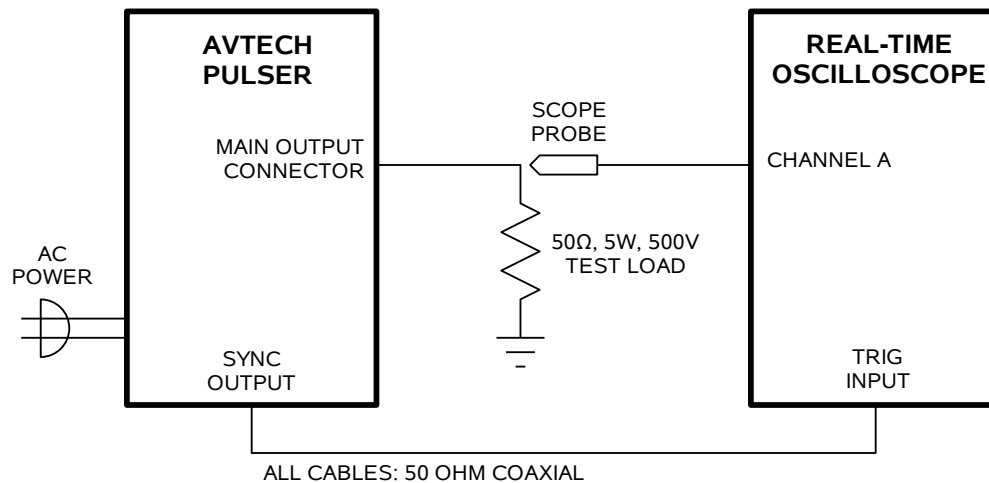 AVTECH
PULSER
REAL-TIME
OSCILLOSCOPE
SCOPE
PROBE
MAIN OUTPUT
CONNECTOR
CHANNEL A
50Ω, 5W, 500V
TEST LOAD
AC
POWER
SYNC
OUTPUT
TRIG
INPUT
ALL CABLES: 50 OHM COAXIAL